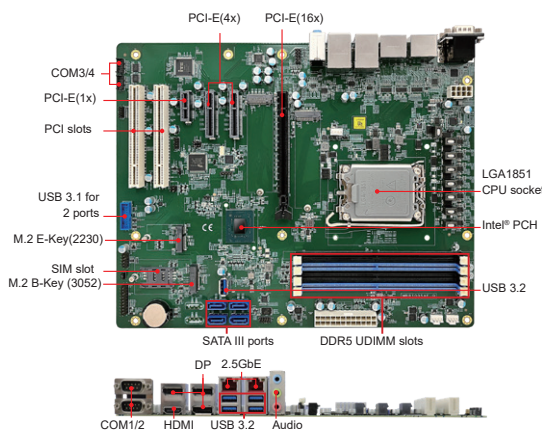 PCI-E(4x)
PCI-E(16x)
COM3/4
PCI-E(1x)
PCI slots
LGA1851
CPU socket
USB 3.1 for
2 ports
Intel® PCH
M.2 E-Key(2230)
SIM slot
M.2 B-Key (3052)
USB 3.2
SATA III ports
DDR5 UDIMM slots
DP
2.5GbE
COM1/2
HDMI
USB 3.2
Audio